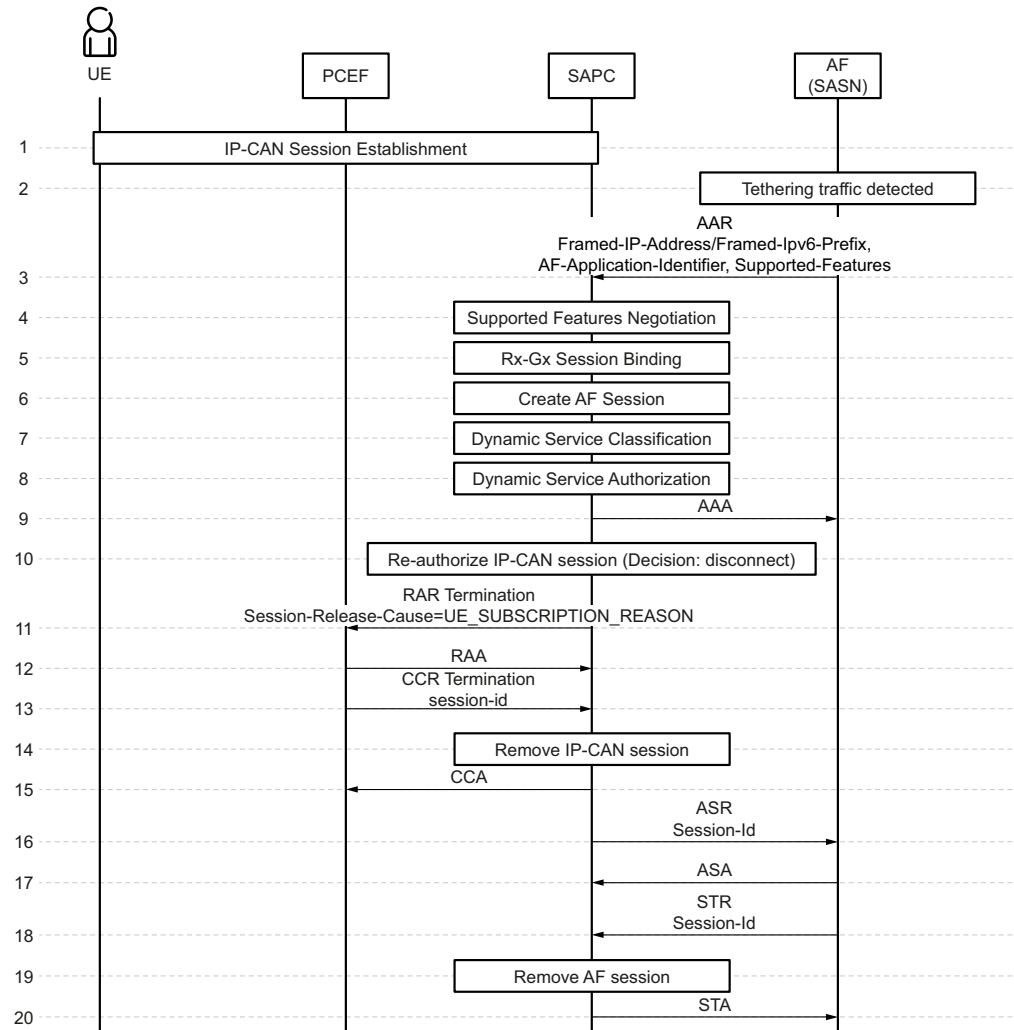 UE
PCEF
SAPC
AF
(SASN)
1
IP-CAN Session Establishment
2
Tethering traffic detected
AAR
Framed-IP-Address/Framed-Ipv6-Prefix,
AF-Application-Identifier, Supported-Features
3
4
Supported Features Negotiation
5
Rx-Gx Session Binding
6
Create AF Session
7
Dynamic Service Classification
8
Dynamic Service Authorization
AAA
9
10
Re-authorize IP-CAN session (Decision: disconnect)
RAR Termination
Session-Release-Cause=UE_SUBSCRIPTION_REASON
11
RAA
12
CCR Termination
session-id
13
14
Remove IP-CAN session
CCA
15
ASR
Session-Id
16
ASA
17
STR
Session-Id
18
19
Remove AF session
STA
20